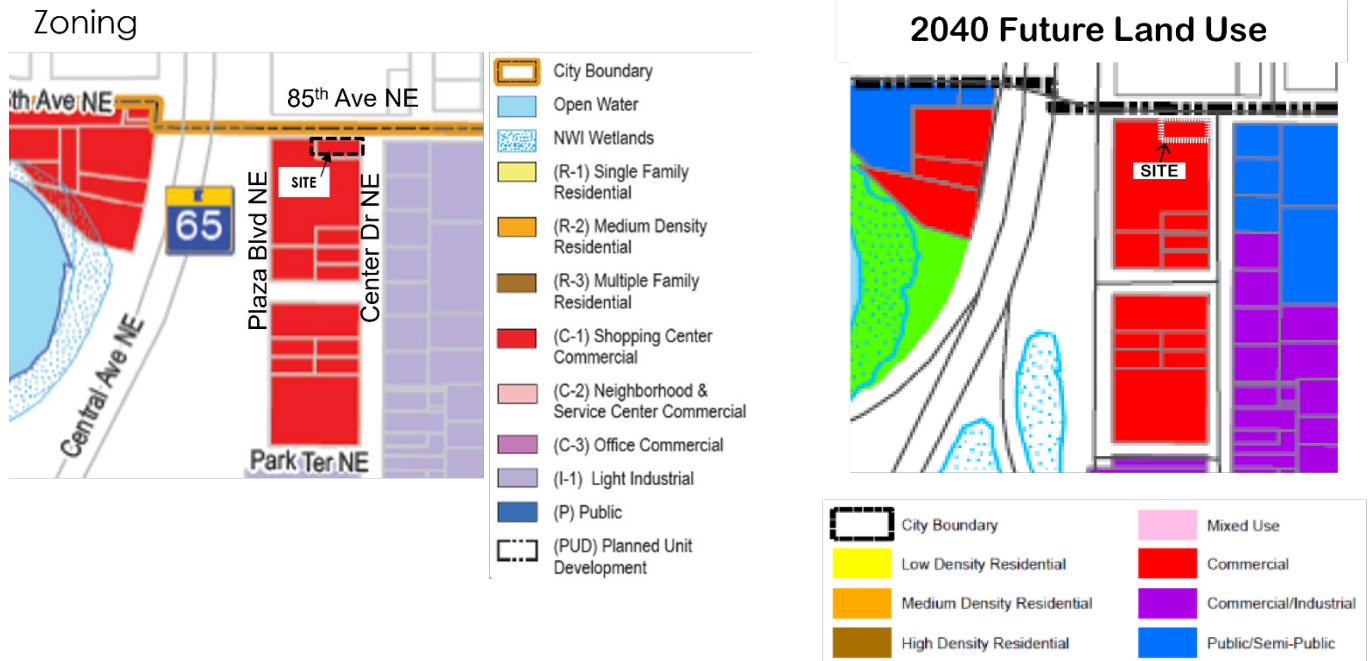 Zoning
th Ave NE
85th Ave NE
SITE
65
Plaza Blvd NE
Center Dr NE
Central Ave NE
Park Ter NE
City Boundary
Open Water
NWI Wetlands
(R-1) Single Family
Residential
(R-2) Medium Density
Residential
(R-3) Multiple Family
Residential
(C-1) Shopping Center
Commercial
(C-2) Neighborhood &
Service Center Commercial
(C-3) Office Commercial
(I-1) Light Industrial
(P) Public
(PUD) Planned Unit
Development
2040 Future Land Use
SITE
City Boundary
Low Density Residential
Medium Density Residential
High Density Residential
Mixed Use
Commercial
Commercial/Industrial
Public/Semi-Public